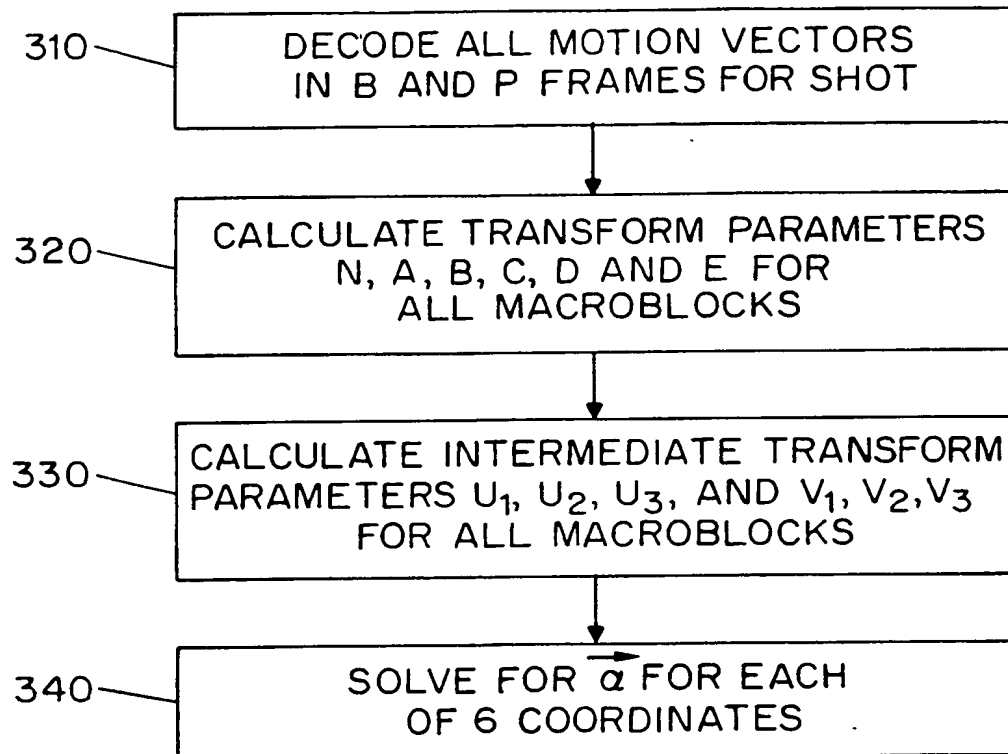 310
DECODE ALL MOTION VECTORS
IN B AND P FRAMES FOR SHOT
320
CALCULATE TRANSFORM PARAMETERS
N, A, B, C, D AND E FOR
ALL MACROBLOCKS
330
CALCULATE INTERMEDIATE TRANSFORM
PARAMETERS U₁, U₂, U₃, AND V₁, V₂, V₃
FOR ALL MACROBLOCKS
340
SOLVE FOR α⃗ FOR EACH
OF 6 COORDINATES